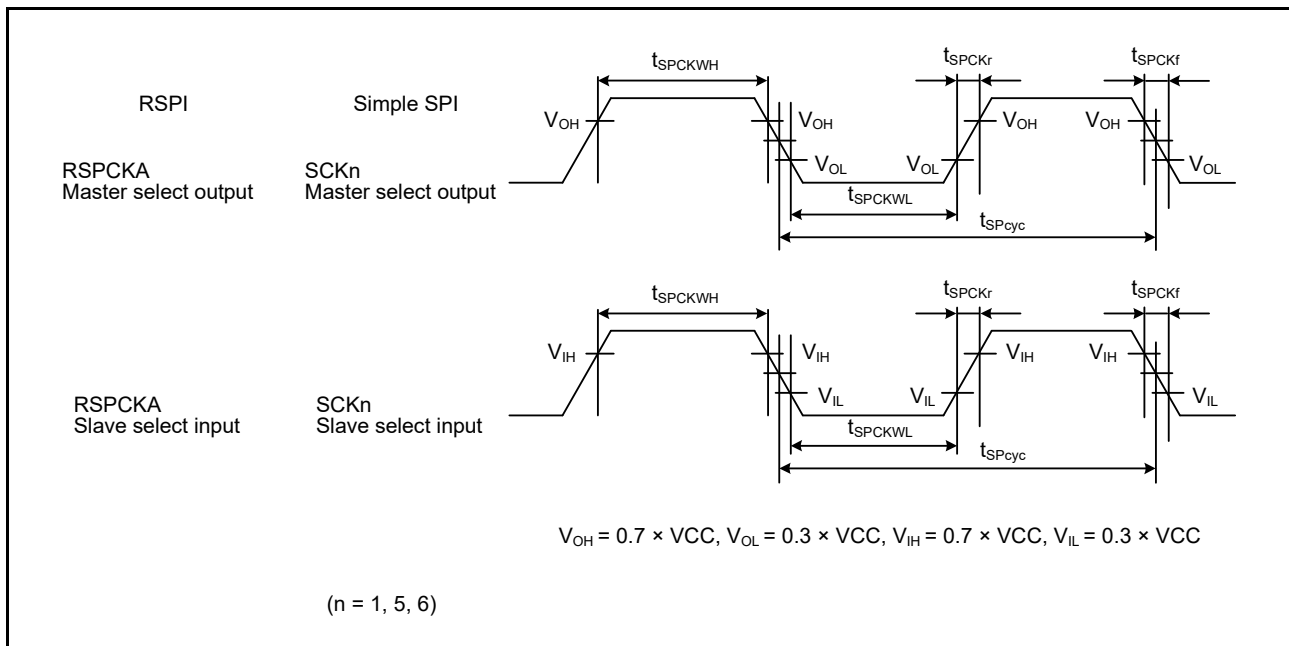 RSPI
Simple SPI
RSPCKA
Master select output
SCKn
Master select output
tSPCKWH
tSPCKr
tSPCKf
VOH
VOH
VOH
VOH
VOL
VOL
VOL
tSPCKWL
tSPcyc
RSPCKA
Slave select input
SCKn
Slave select input
tSPCKWH
tSPCKr
tSPCKf
VIH
VIH
VIH
VIH
VIL
VIL
VIL
tSPCKWL
tSPcyc
VOH = 0.7 × VCC, VOL = 0.3 × VCC, VIH = 0.7 × VCC, VIL = 0.3 × VCC
(n = 1, 5, 6)